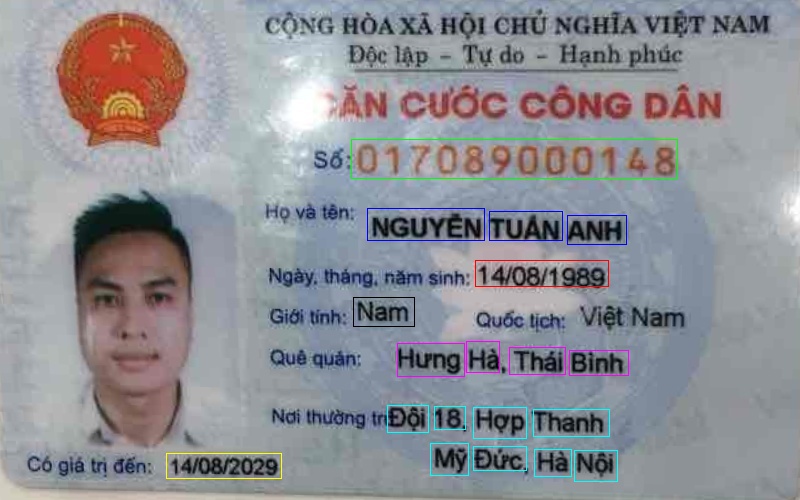 CỘNG HÒA XÃ HỘI CHỦ NGHĨA VIỆT NAM
Độc lập - Tự do - Hạnh phúc
CĂN CƯỚC CÔNG DÂN
Số: 017089000148
Họ và tên: NGUYỄN TUẤN ANH
Ngày, tháng, năm sinh: 14/08/1989
Giới tính: Nam Quốc tịch: Việt Nam
Quê quán: Hưng Hà, Thái Bình
Nơi thường trú: Đội 18, Hợp Thanh
Mỹ Đức, Hà Nội
Có giá trị đến: 14/08/2029